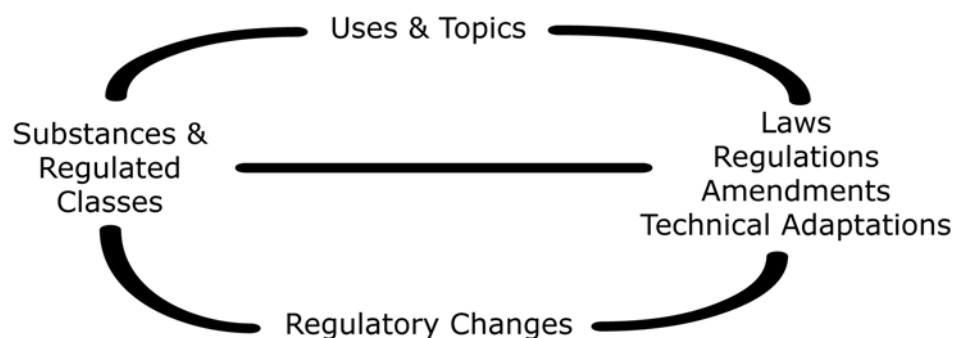 Uses & Topics
Substances &
Regulated
Classes
Laws
Regulations
Amendments
Technical Adaptations
Regulatory Changes